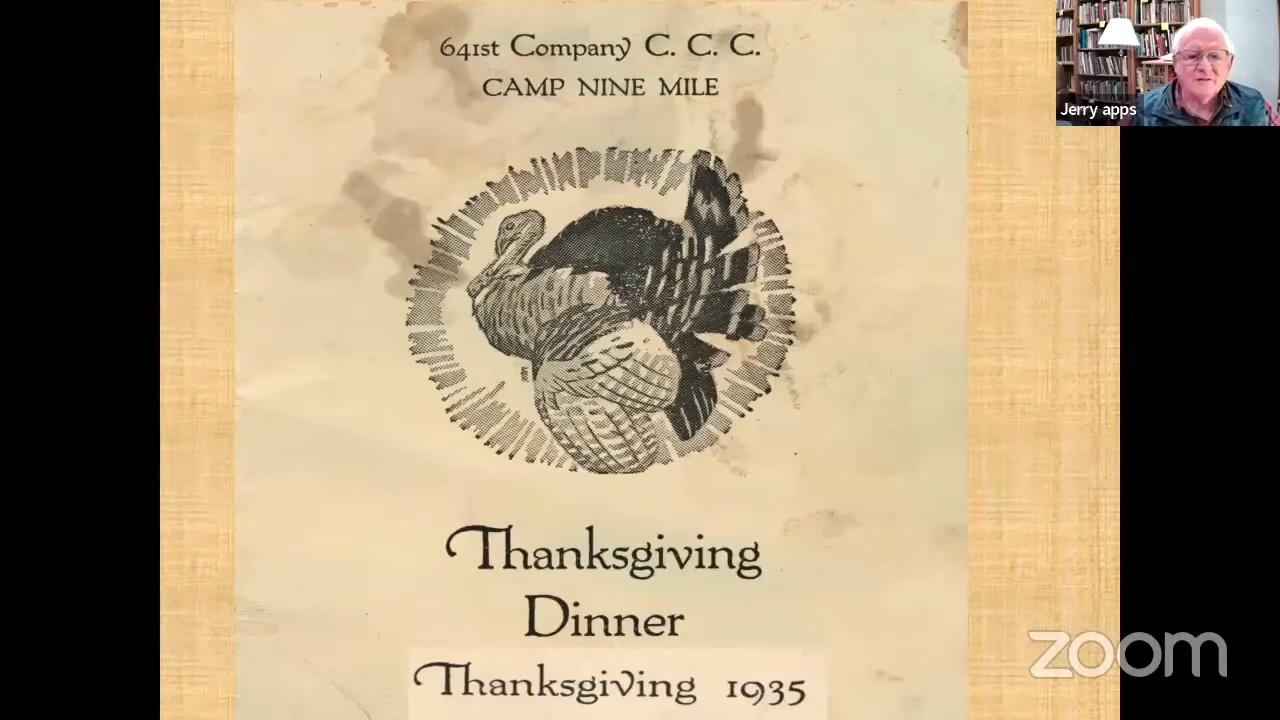 641st Company C. C. C.
CAMP NINE MILE
Jerry apps
Thanksgiving
Dinner
Thanksgiving 1935
zoom